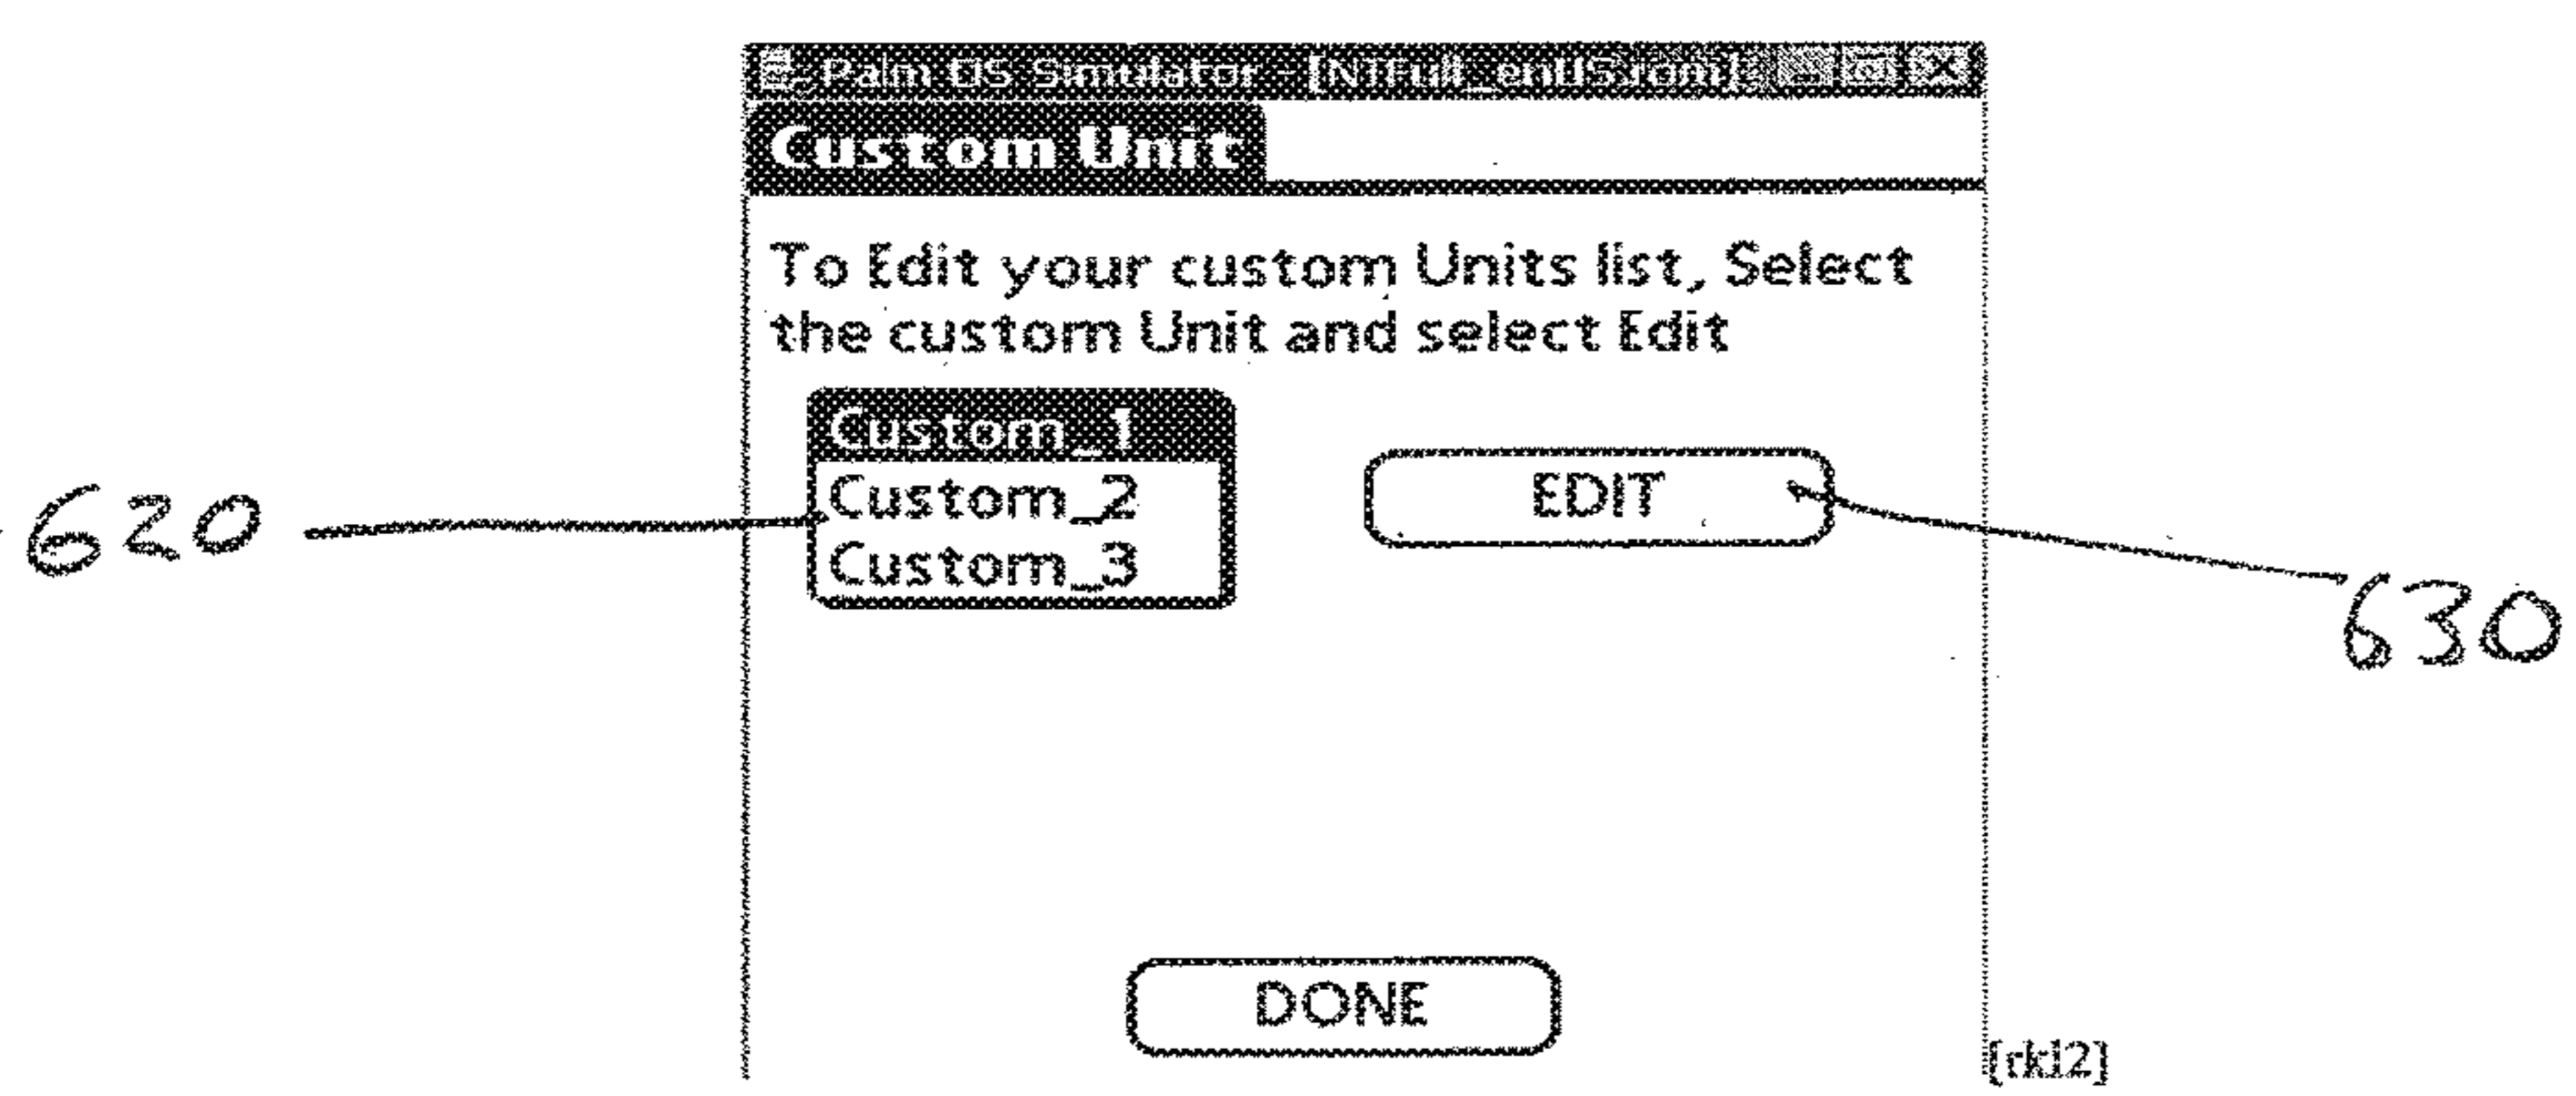 Palm OS Simulator - [NTFull_enUS.rom]
Custom Unit
To Edit your custom Units list, Select
the custom Unit and select Edit
Custom_1
Custom_2
Custom_3
EDIT
620
630
DONE
[rkl2]